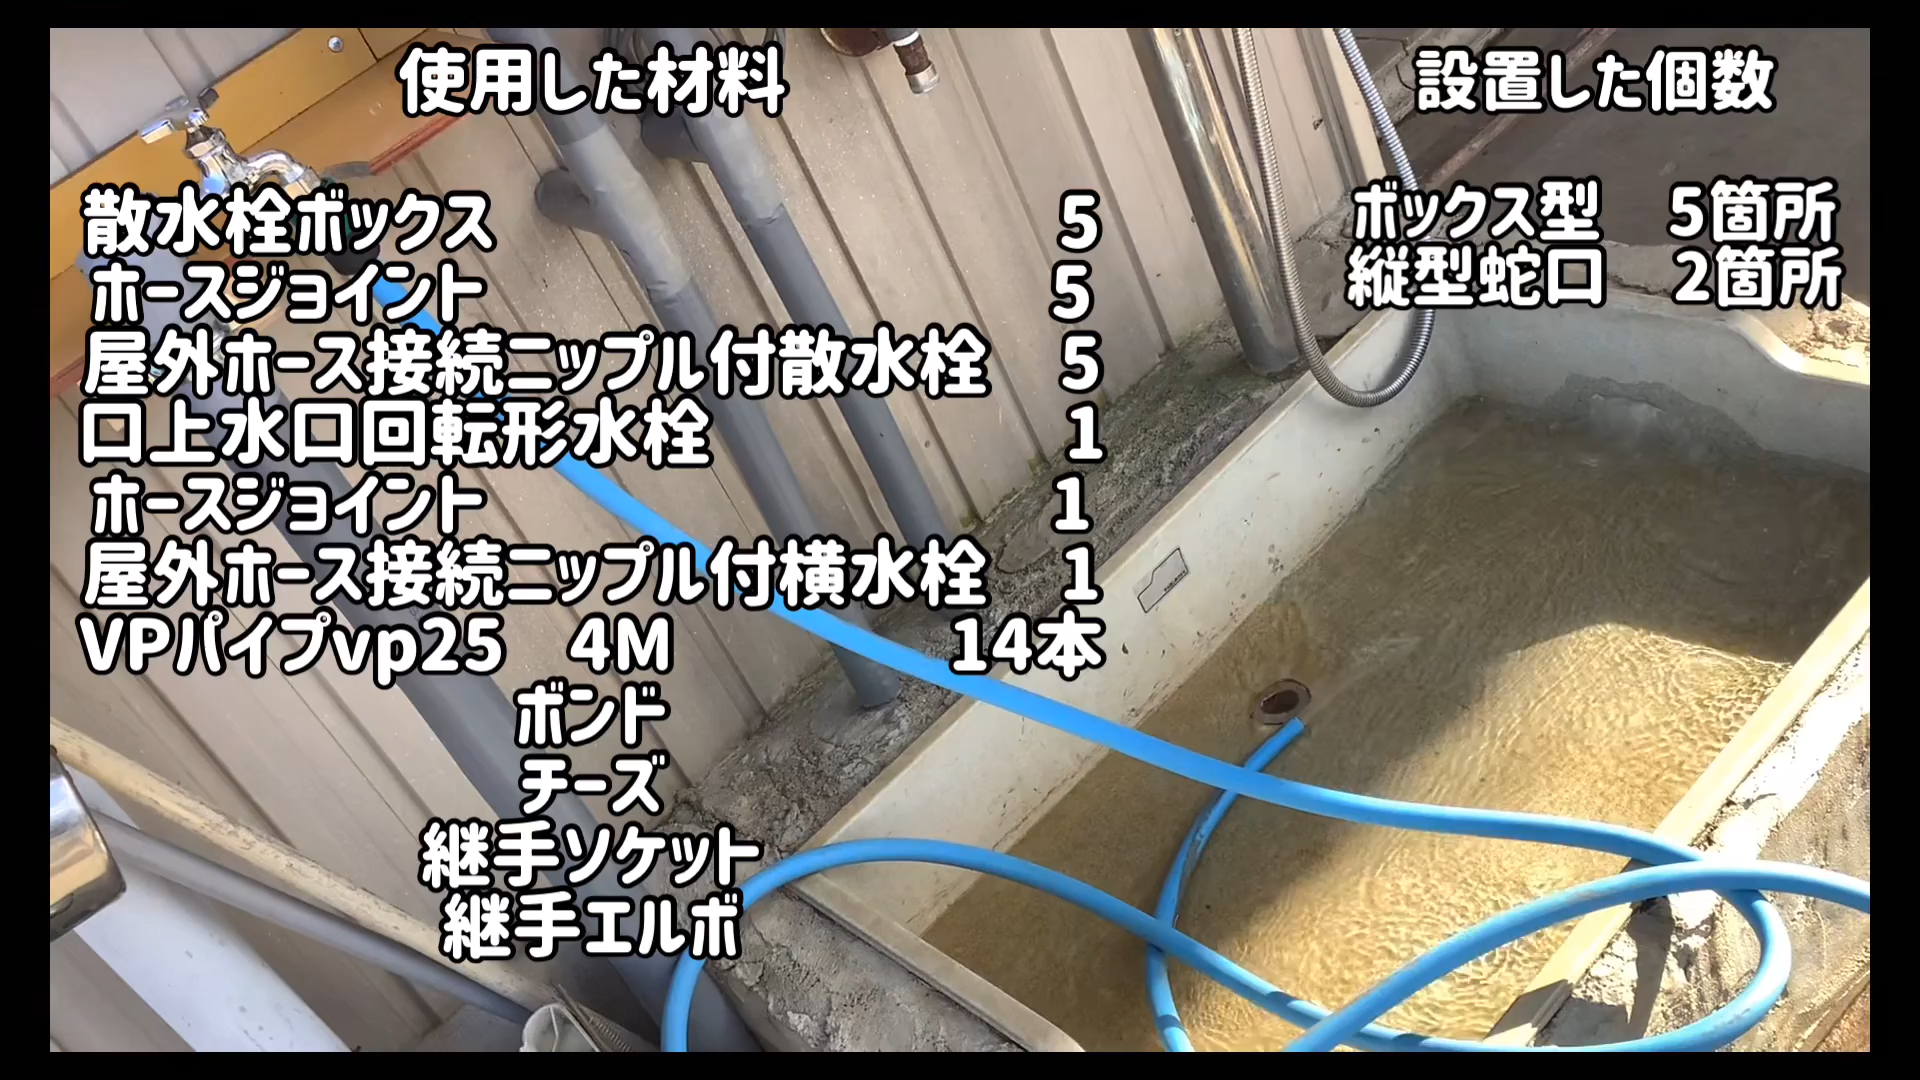 使用した材料
散水栓ボックス 5
ホースジョイント 5
屋外ホース接続ニップル付散水栓 5
口上水口回転形水栓 1
ホースジョイント 1
屋外ホース接続ニップル付横水栓 1
VPパイプvp25 4M 14本
ボンド
チーズ
継手ソケット
継手エルボ
設置した個数
ボックス型 5箇所
縦型蛇口 2箇所